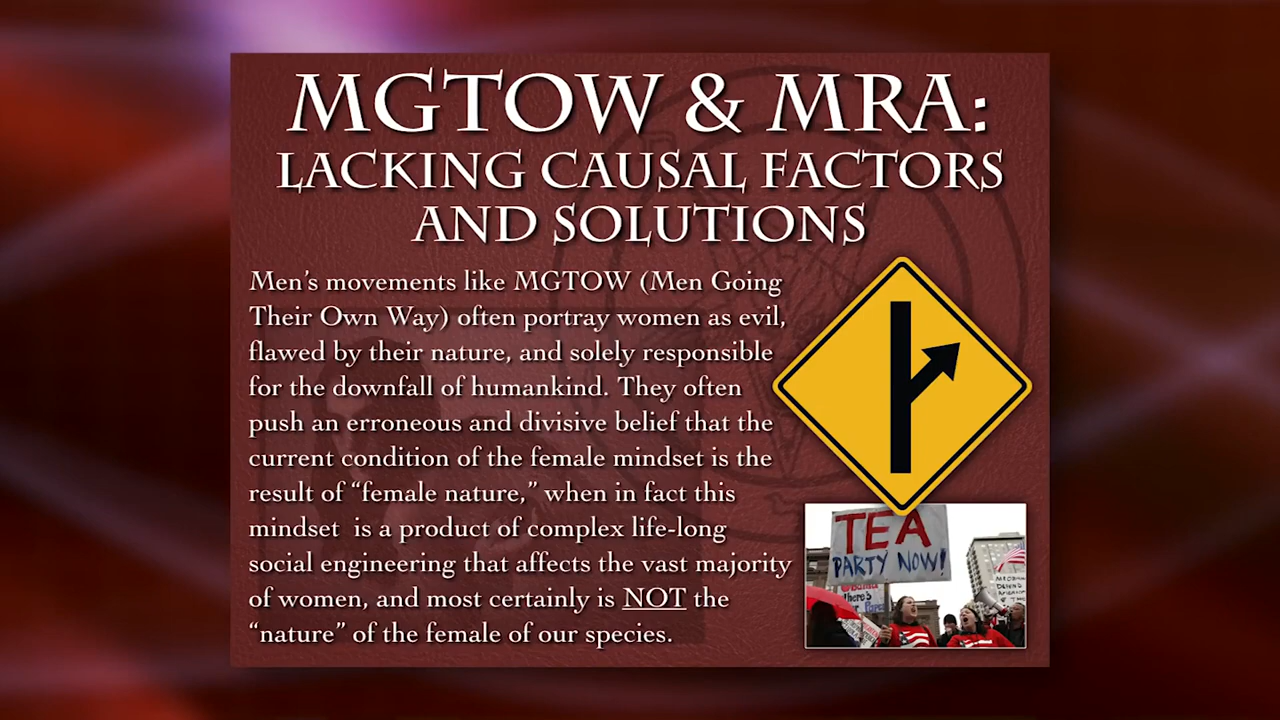 MGTOW & MRA:
LACKING CAUSAL FACTORS
AND SOLUTIONS
Men's movements like MGTOW (Men Going
Their Own Way) often portray women as evil,
flawed by their nature, and solely responsible
for the downfall of humankind. They often
push an erroneous and divisive belief that the
current condition of the female mindset is the
result of “female nature,” when in fact this
mindset is a product of complex life-long
social engineering that affects the vast majority
of women, and most certainly is NOT the
“nature” of the female of our species.
TEA
PARTY NOW!